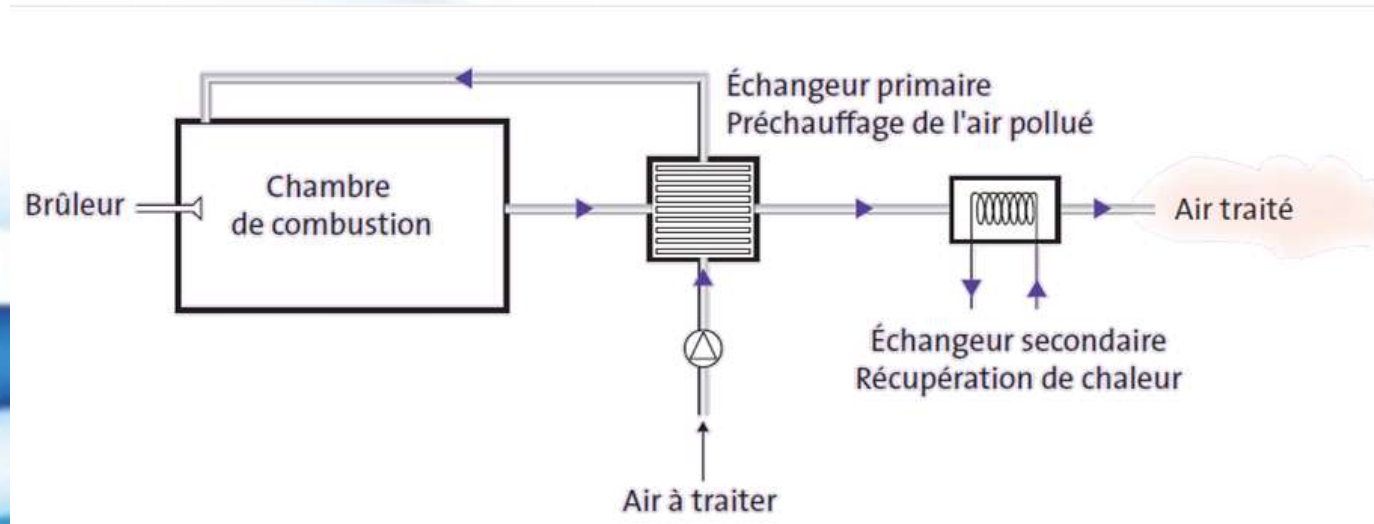 Échangeur primaire
Préchauffage de l'air pollué
Chambre
de combustion
Brûleur
Air traité
Échangeur secondaire
Récupération de chaleur
Air à traiter